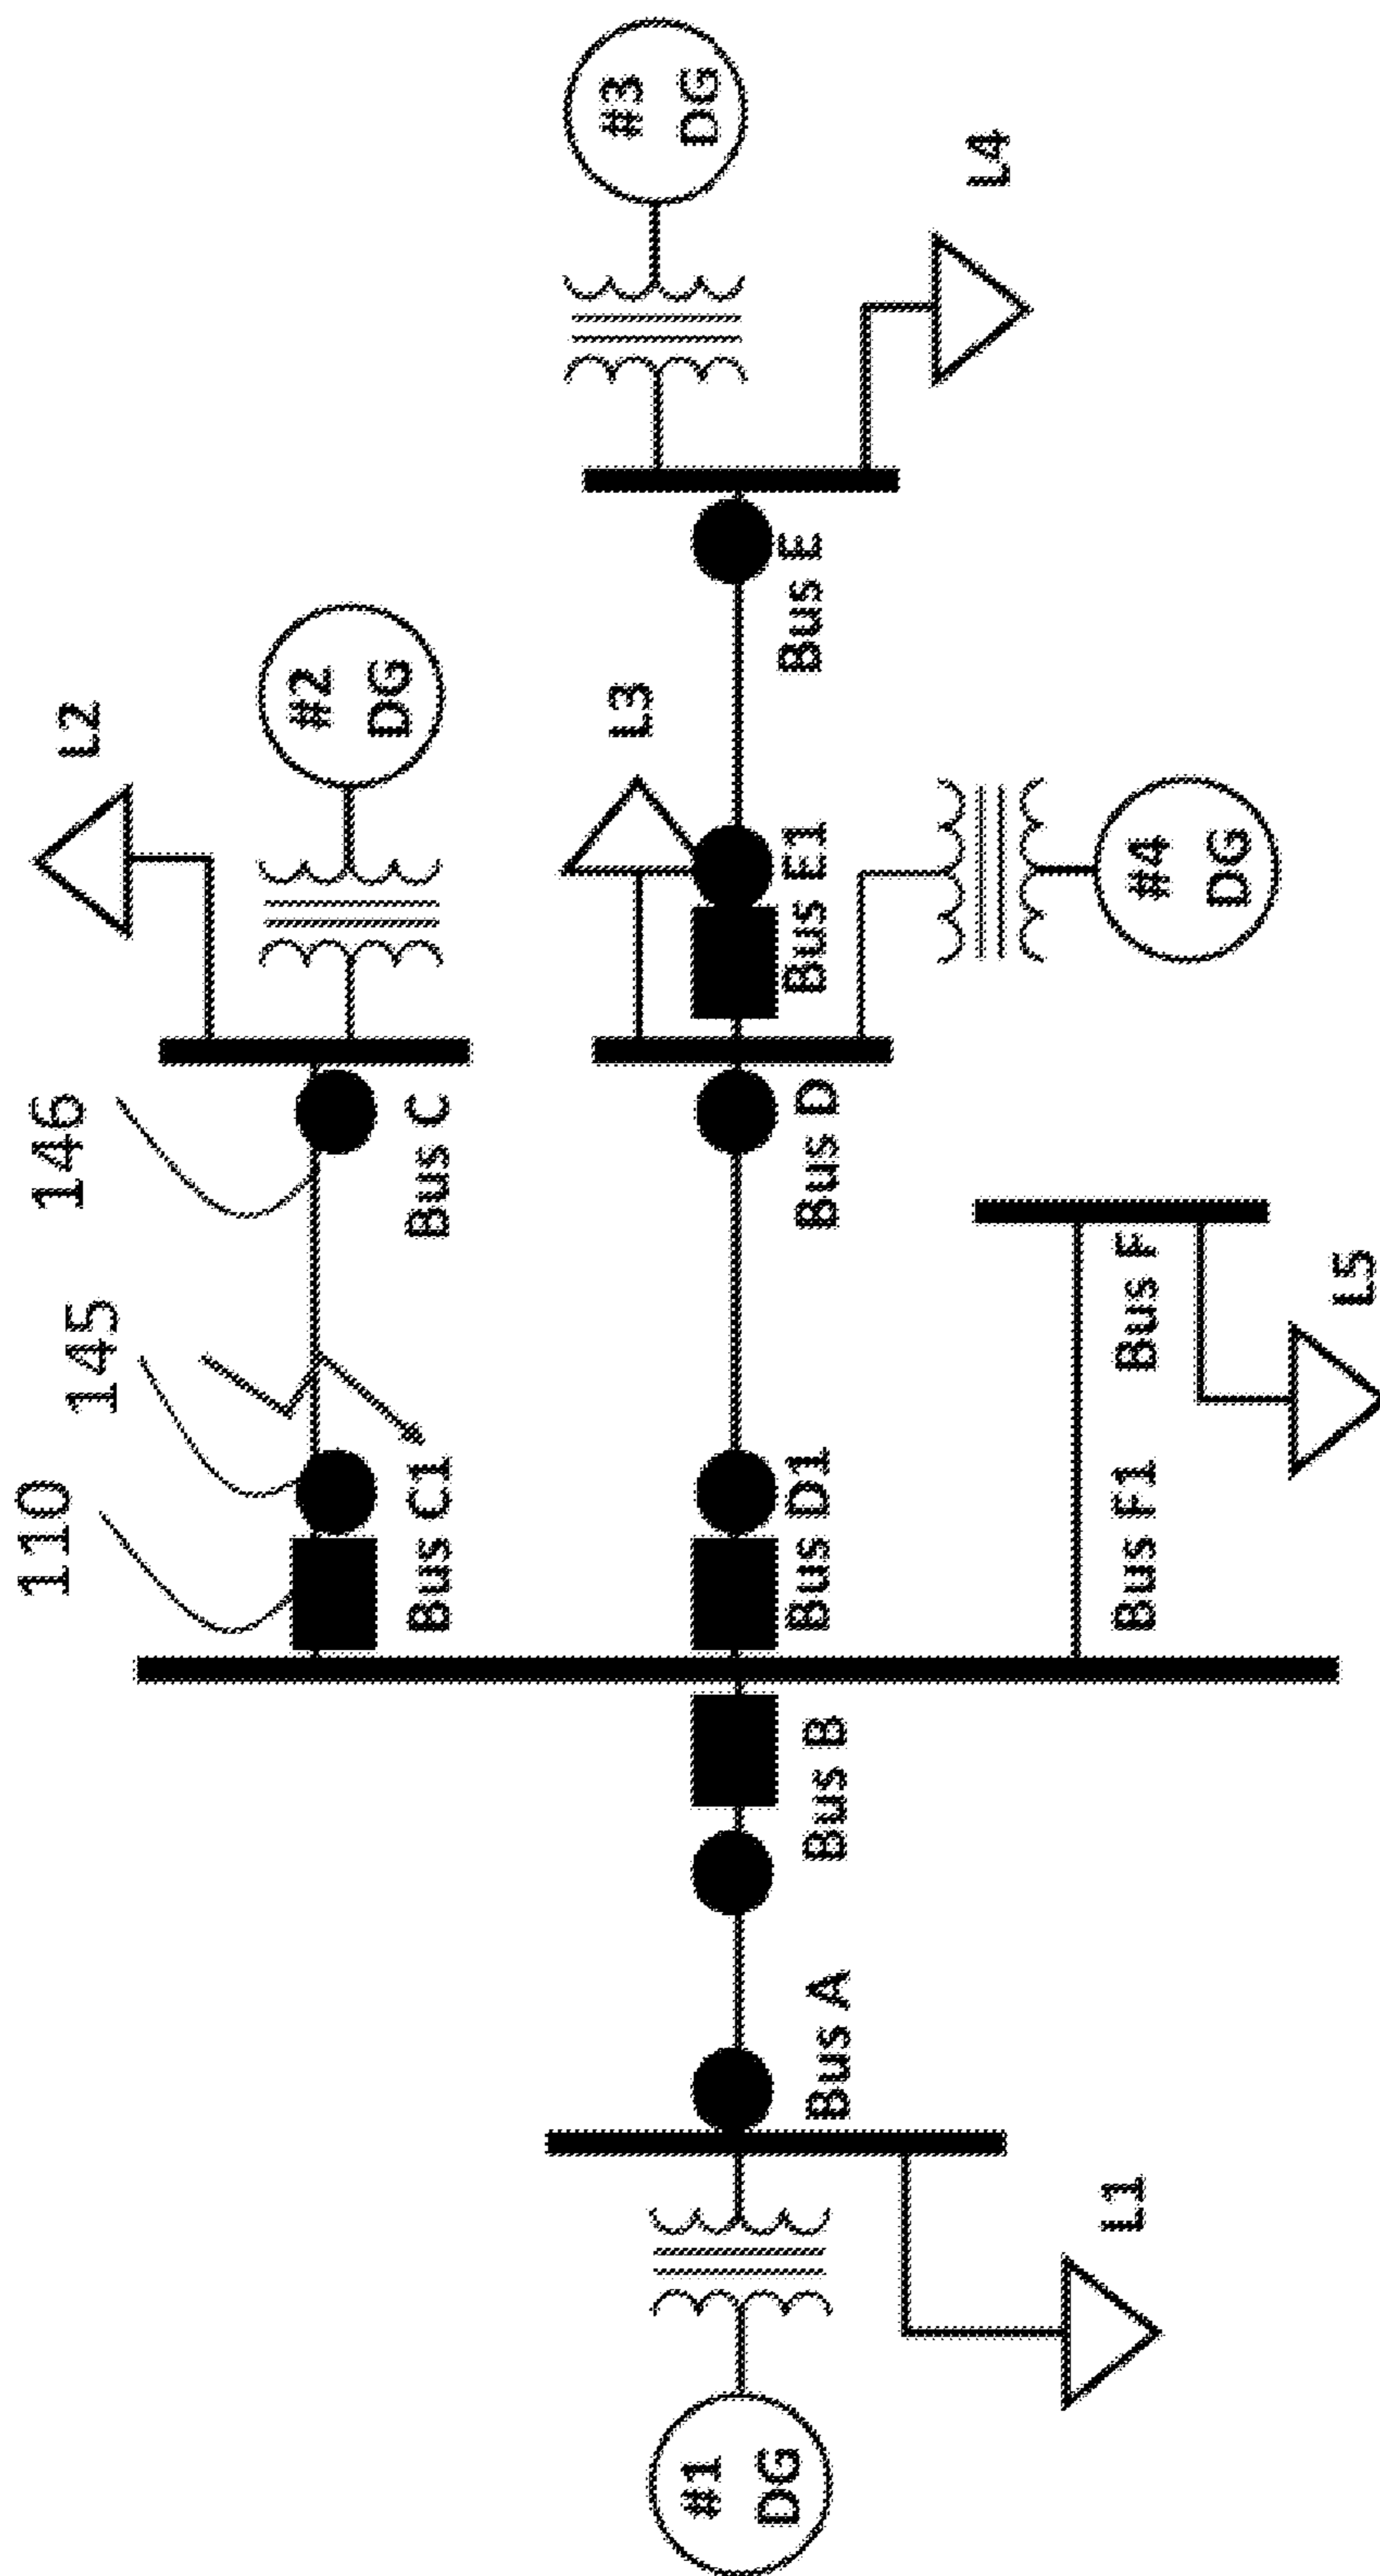 110
145
146
L2
#2
DG
Bus C1
Bus C
#1
DG
Bus A
Bus B
Bus D1
Bus D
Bus E1
L3
Bus E
#3
DG
L4
#4
DG
Bus F1
Bus F
L1
L5